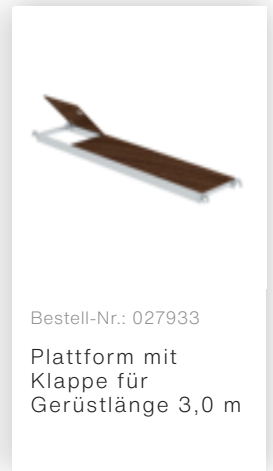 Bestell-Nr.: 027933
Plattform mit
Klappe für
Gerüstlänge 3,0 m